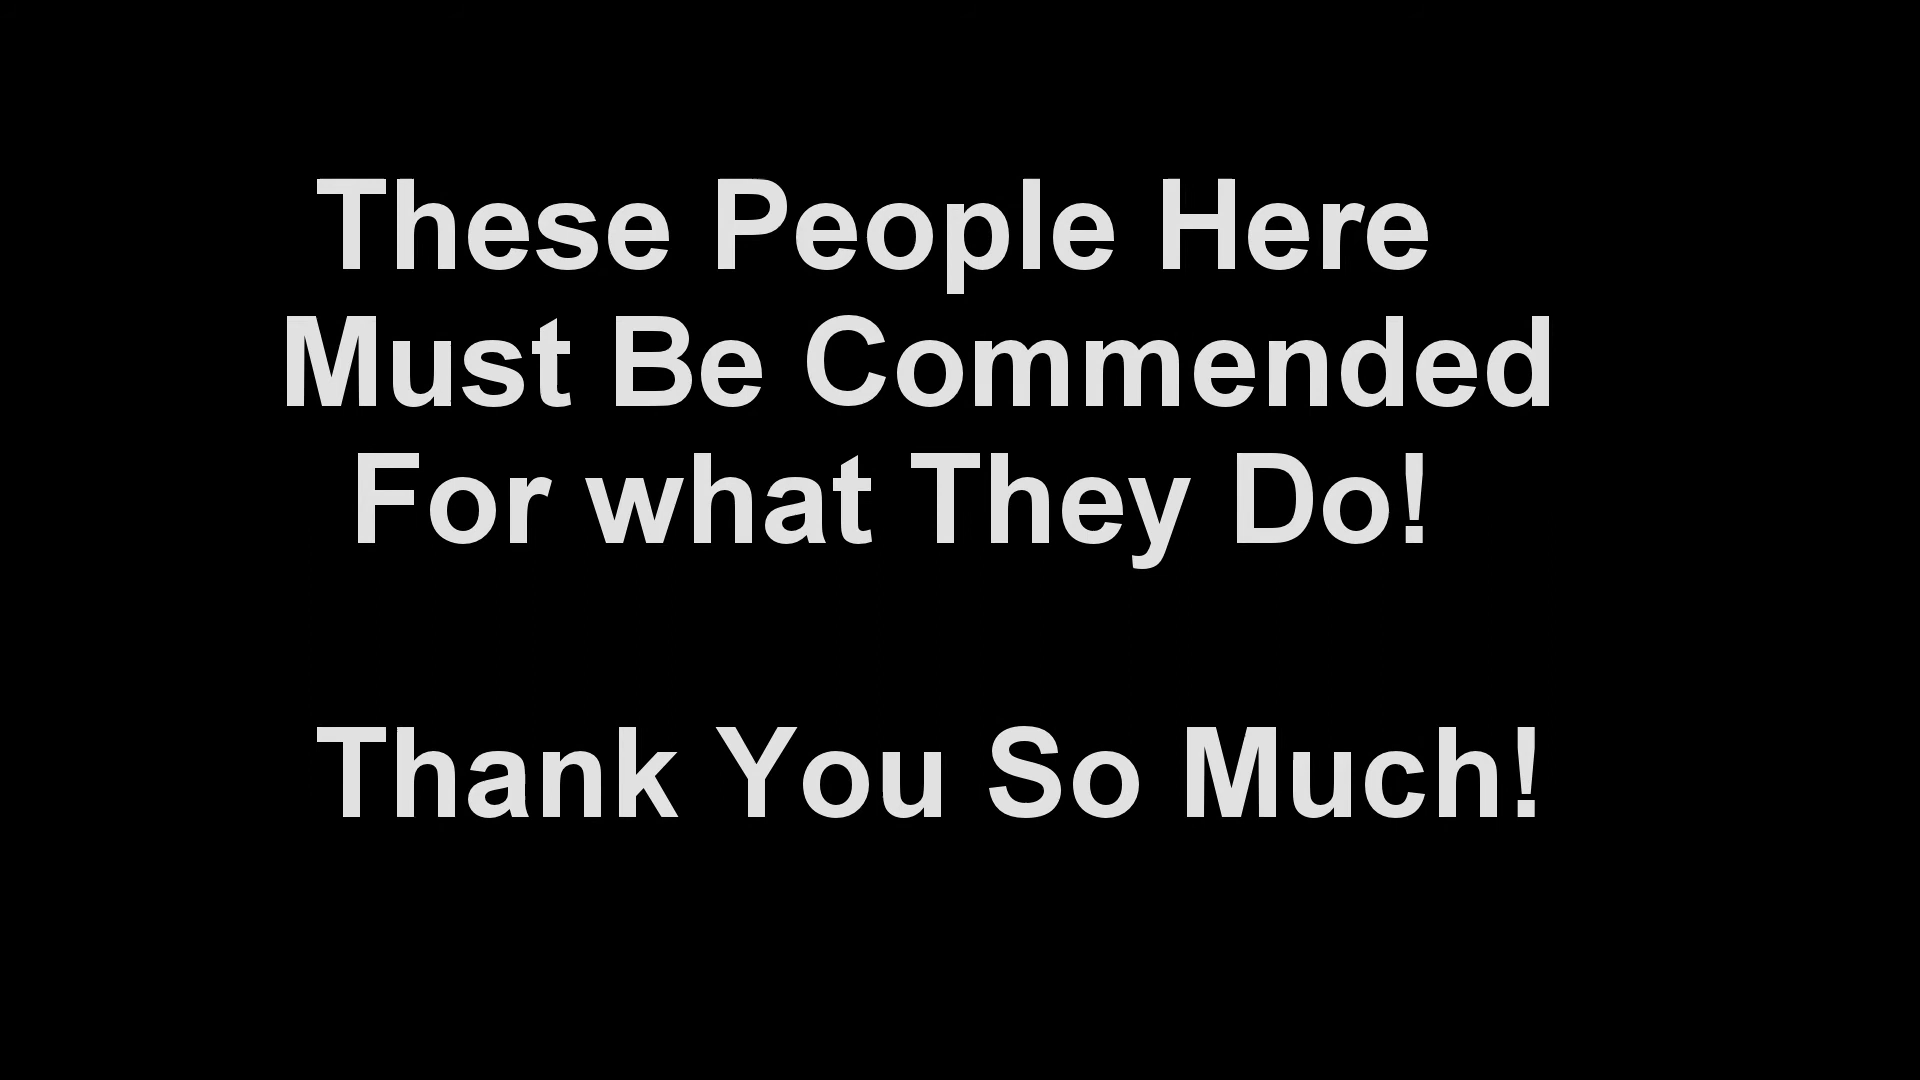 These People Here
Must Be Commended
For what They Do!
Thank You So Much!